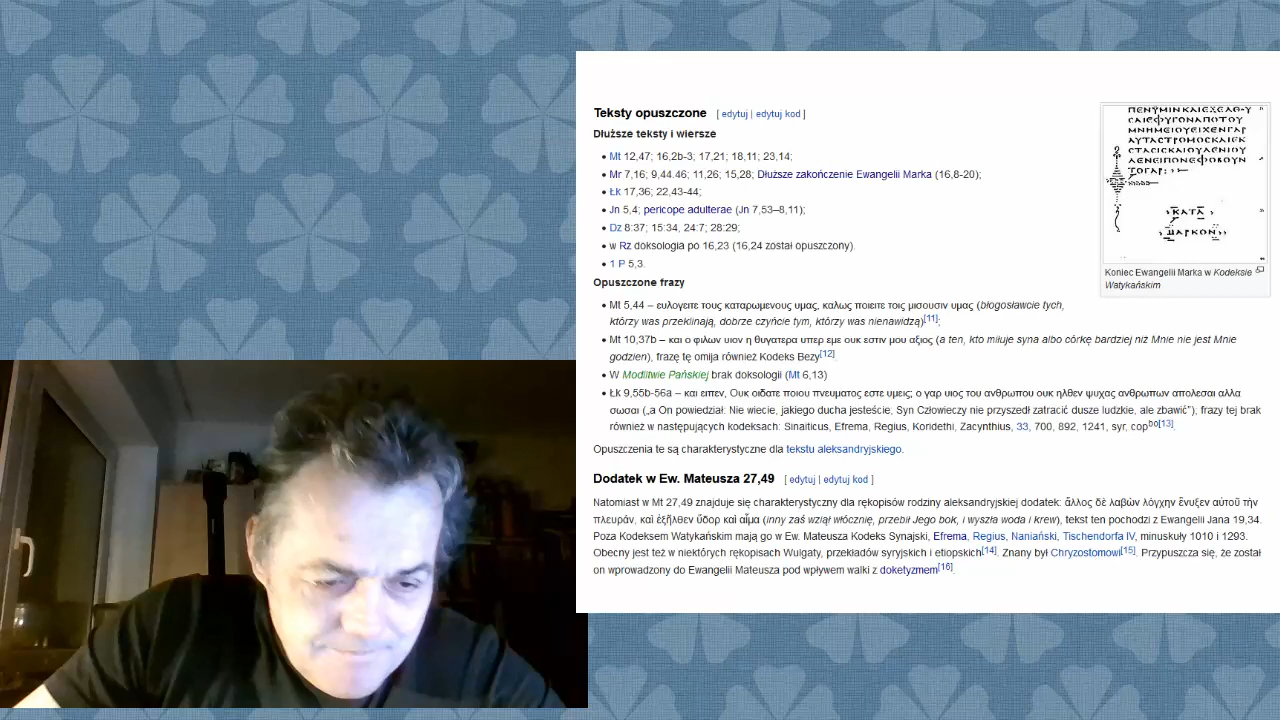 Teksty opuszczone [ edytuj | edytuj kod ]
Dłuższe teksty i wiersze
• Mt 12,47; 16,2b-3; 17,21; 18,11; 23,14;
• Mr 7,16; 9,44.46; 11,26; 15,28; Dłuższe zakończenie Ewangelii Marka (16,8-20);
• Łk 17,36; 22,43-44;
• Jn 5,4; pericope adulterae (Jn 7,53–8,11);
• Dz 8:37; 15:34, 24:7; 28:29;
• w Rz doksologia po 16,23 (16,24 został opuszczony).
• 1 P 5,3.
Opuszczone frazy
• Mt 5,44 – ευλογειτε τους καταρωμενους υμας, καλως ποιειτε τοις μισουσιν υμας (błogosławcie tych,
którzy was przeklinają, dobrze czyńcie tym, którzy was nienawidzą)[11];
• Mt 10,37b – και ο φιλων υιον η θυγατερα υπερ εμε ουκ εστιν μου αξιος (a ten, kto miłuje syna albo córkę bardziej niż Mnie nie jest Mnie
godzien), frazę tę omija również Kodeks Bezy[12]
• W Modlitwie Pańskiej brak doksologii (Mt 6,13)
• Łk 9,55b-56a – και ειπεν, Ουκ οιδατε ποιου πνευματος εστε υμεις; ο γαρ υιος του ανθρωπου ουκ ηλθεν ψυχας ανθρωπων απολεσαι αλλα
σωσαι („a On powiedział: Nie wiecie, jakiego ducha jesteście; Syn Człowieczy nie przyszedł zatracić dusze ludzkie, ale zbawić"); frazy tej brak
również w następujących kodeksach: Sinaiticus, Efrema, Regius, Koridethi, Zacynthius, 33, 700, 892, 1241, syr, copbo[13].
Opuszczenia te są charakterystyczne dla tekstu aleksandryjskiego.
Dodatek w Ew. Mateusza 27,49 [ edytuj | edytuj kod ]
Natomiast w Mt 27,49 znajduje się charakterystyczny dla rękopisów rodziny aleksandryjskiej dodatek: ἄλλος δὲ λαβὼν λόγχην ἔνυξεν αὐτοῦ τὴν
πλευράν, καὶ ἐξῆλθεν ὕδορ καὶ αἷμα (inny zaś wziął włócznię, przebił Jego bok, i wyszła woda i krew), tekst ten pochodzi z Ewangelii Jana 19,34.
Poza Kodeksem Watykańskim mają go w Ew. Mateusza Kodeks Synajski, Efrema, Regius, Naniański, Tischendorfa IV, minuskuły 1010 i 1293.
Obecny jest też w niektórych rękopisach Wulgaty, przekładów syryjskich i etiopskich[14]. Znany był Chryzostomowi[15]. Przypuszcza się, że został
on wprowadzony do Ewangelii Mateusza pod wpływem walki z doketyzmem[16].
ΚΑΤΑ
ΜΑΡΚΟΝ
Koniec Ewangelii Marka w Kodeksie
Watykańskim